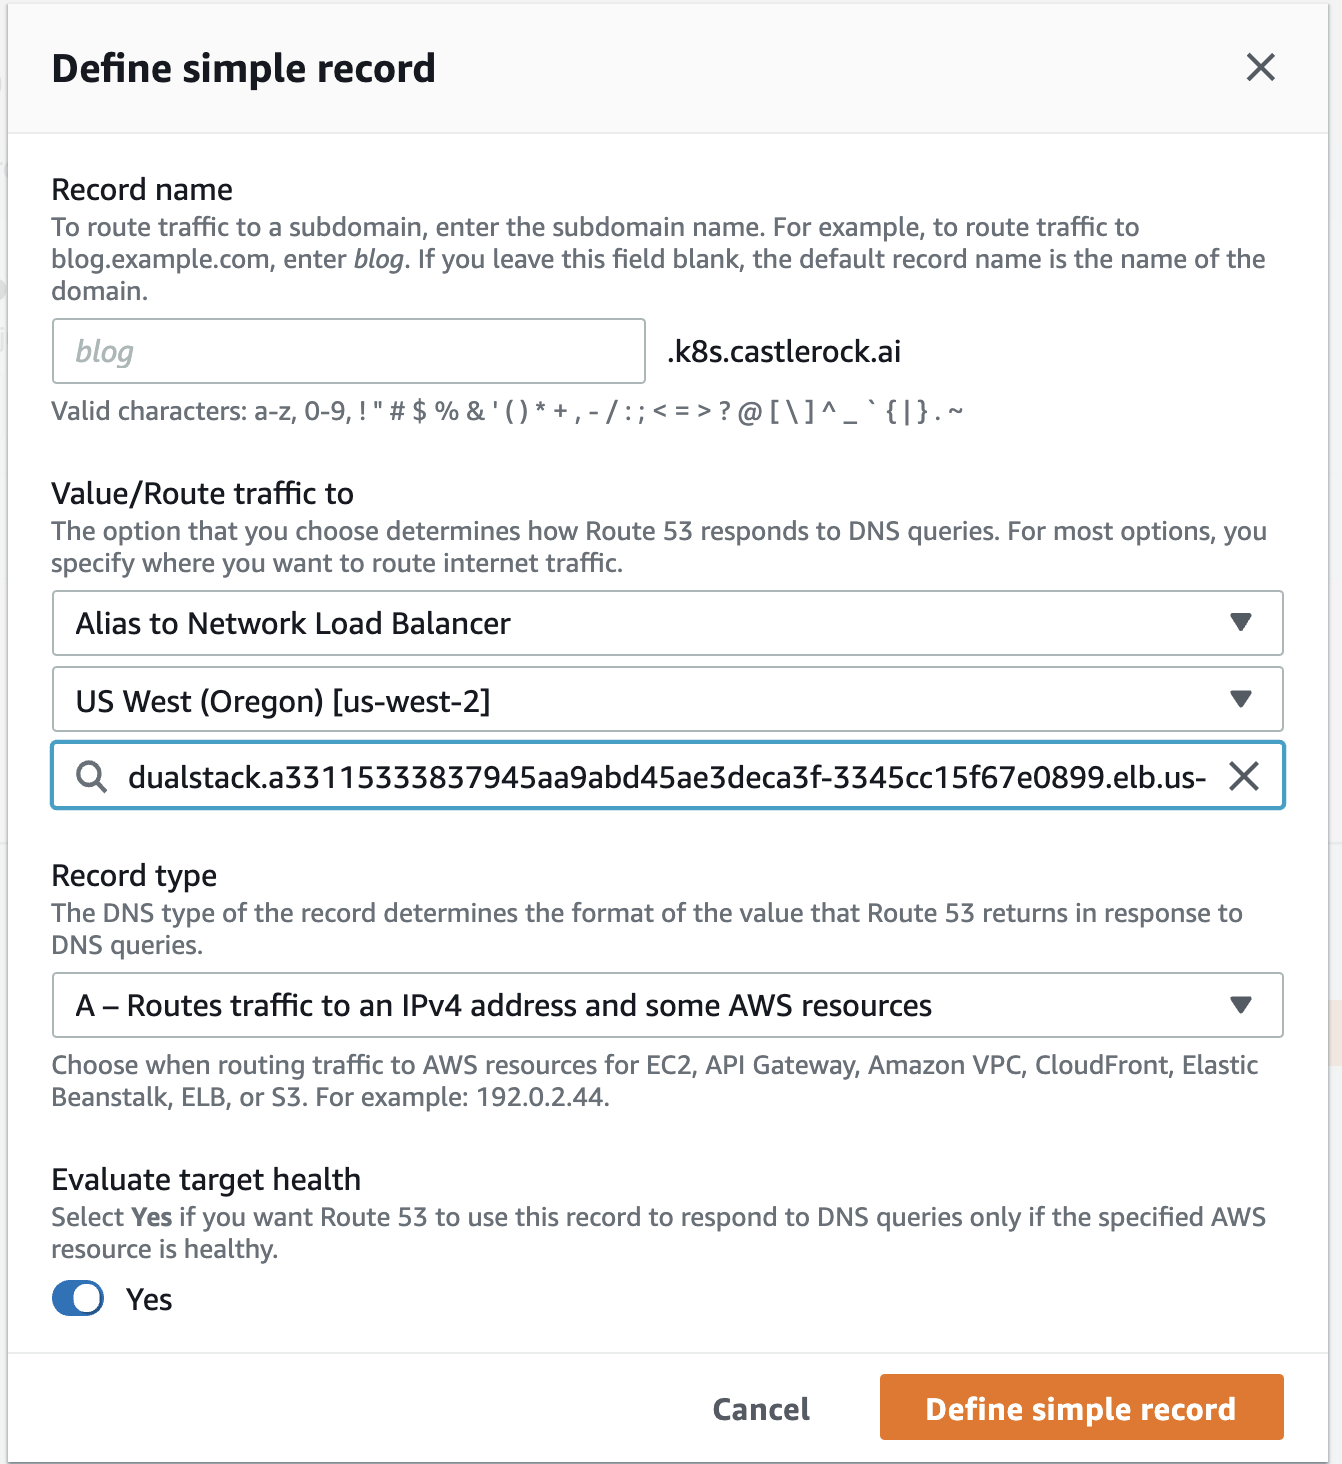 Define simple record
Record name
To route traffic to a subdomain, enter the subdomain name. For example, to route traffic to
blog.example.com, enter blog. If you leave this field blank, the default record name is the name of the
domain.
blog
.k8s.castlerock.ai
Valid characters: a-z, 0-9, ! " # $ % & ' ( ) * + , - / : ; < = > ? @ [ \ ] ^ _ ` { | } . ~
Value/Route traffic to
The option that you choose determines how Route 53 responds to DNS queries. For most options, you
specify where you want to route internet traffic.
Alias to Network Load Balancer
US West (Oregon) [us-west-2]
dualstack.a33115333837945aa9abd45ae3deca3f-3345cc15f67e0899.elb.us-
Record type
The DNS type of the record determines the format of the value that Route 53 returns in response to
DNS queries.
A – Routes traffic to an IPv4 address and some AWS resources
Choose when routing traffic to AWS resources for EC2, API Gateway, Amazon VPC, CloudFront, Elastic
Beanstalk, ELB, or S3. For example: 192.0.2.44.
Evaluate target health
Select Yes if you want Route 53 to use this record to respond to DNS queries only if the specified AWS
resource is healthy.
Yes
Cancel
Define simple record